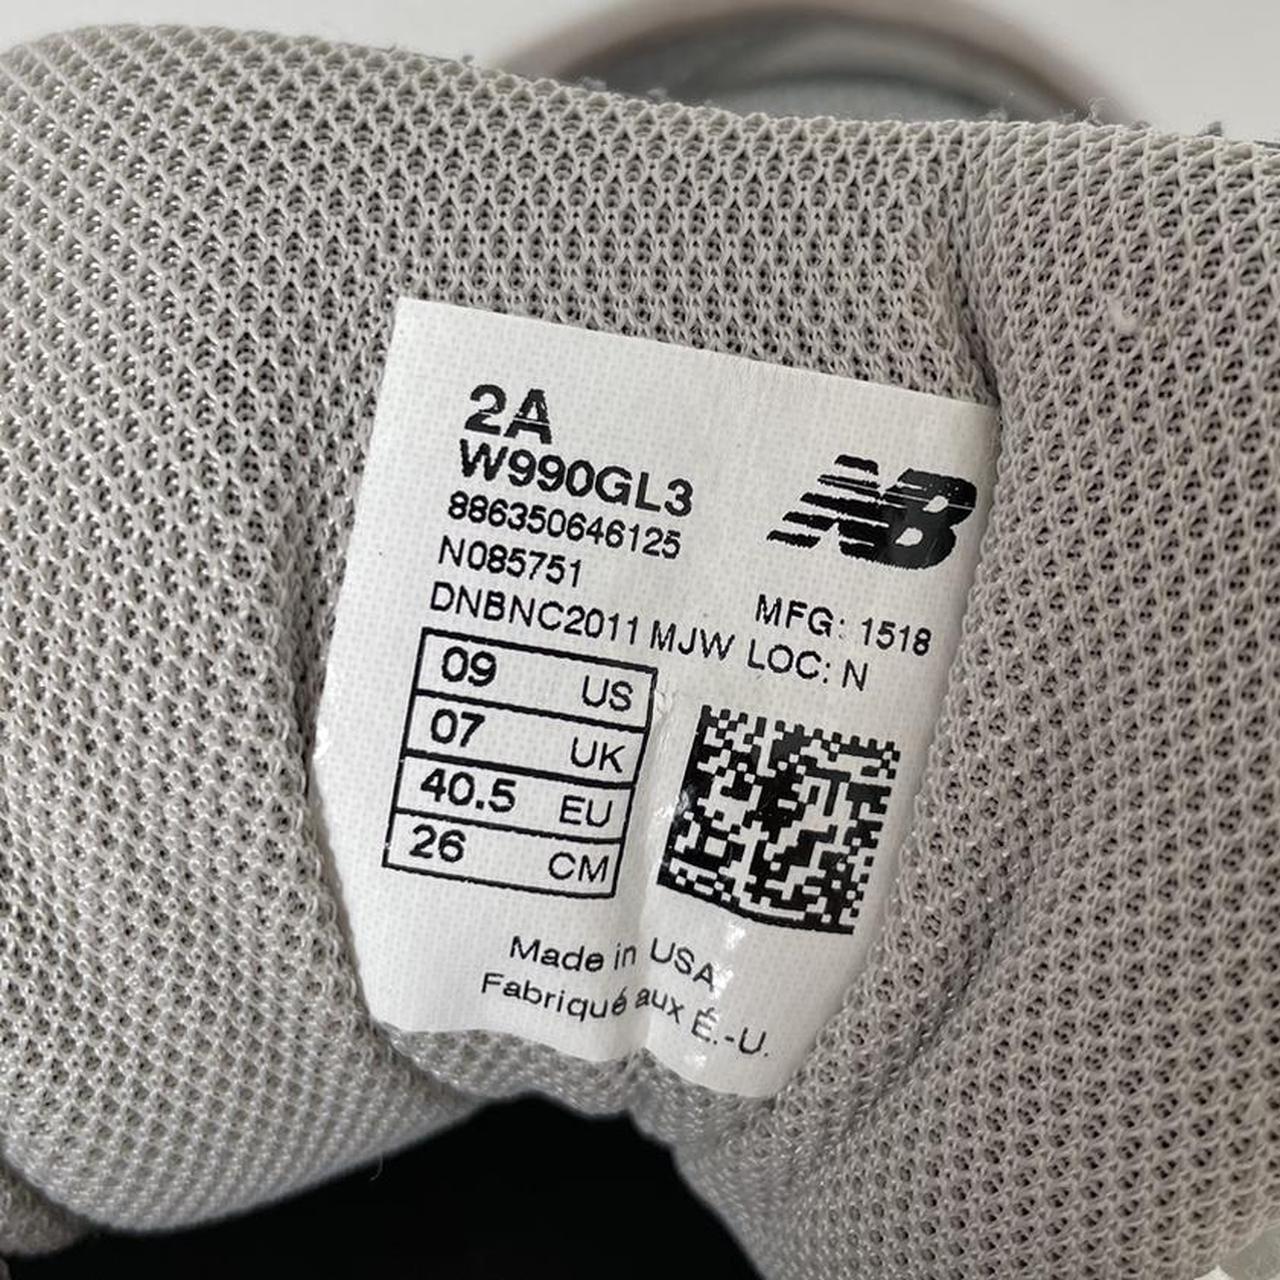 2A
W990GL3
886350646125
N085751
DNBNC2011 MJW
NB
MFG: 1518
LOC: N
09 US
07 UK
40.5 EU
26 CM
Made in USA
Fabriqué aux É.-U.